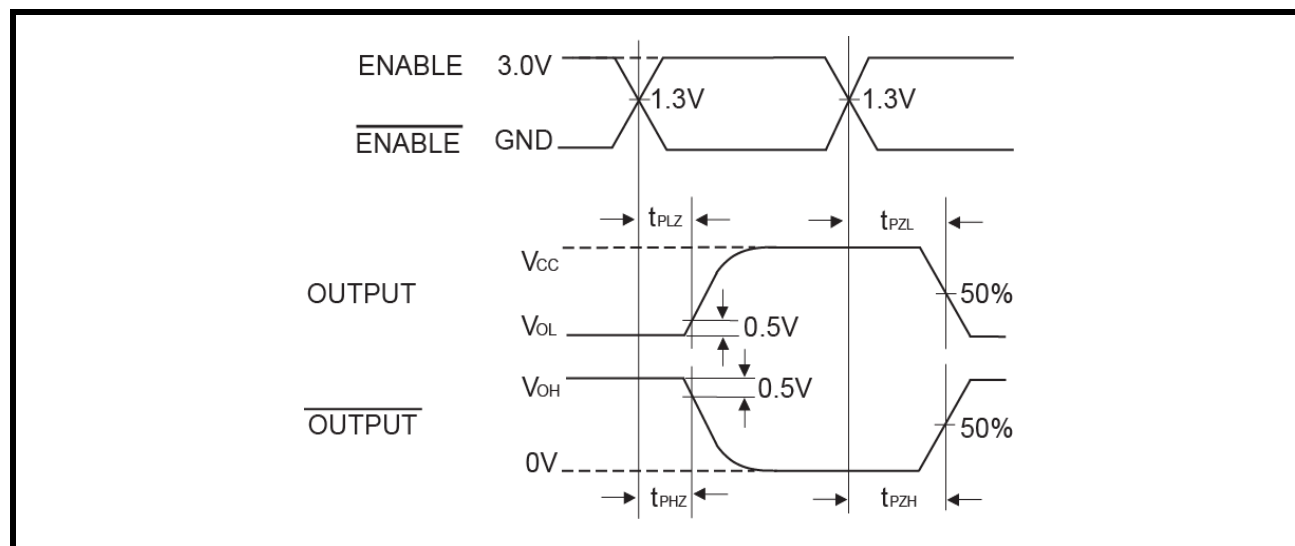 ENABLE 3.0V
1.3V 1.3V
ENABLE GND
tPLZ tPZL
VCC
OUTPUT 50%
VOL 0.5V
VOH 0.5V
OUTPUT 50%
0V
tPHZ tPZH